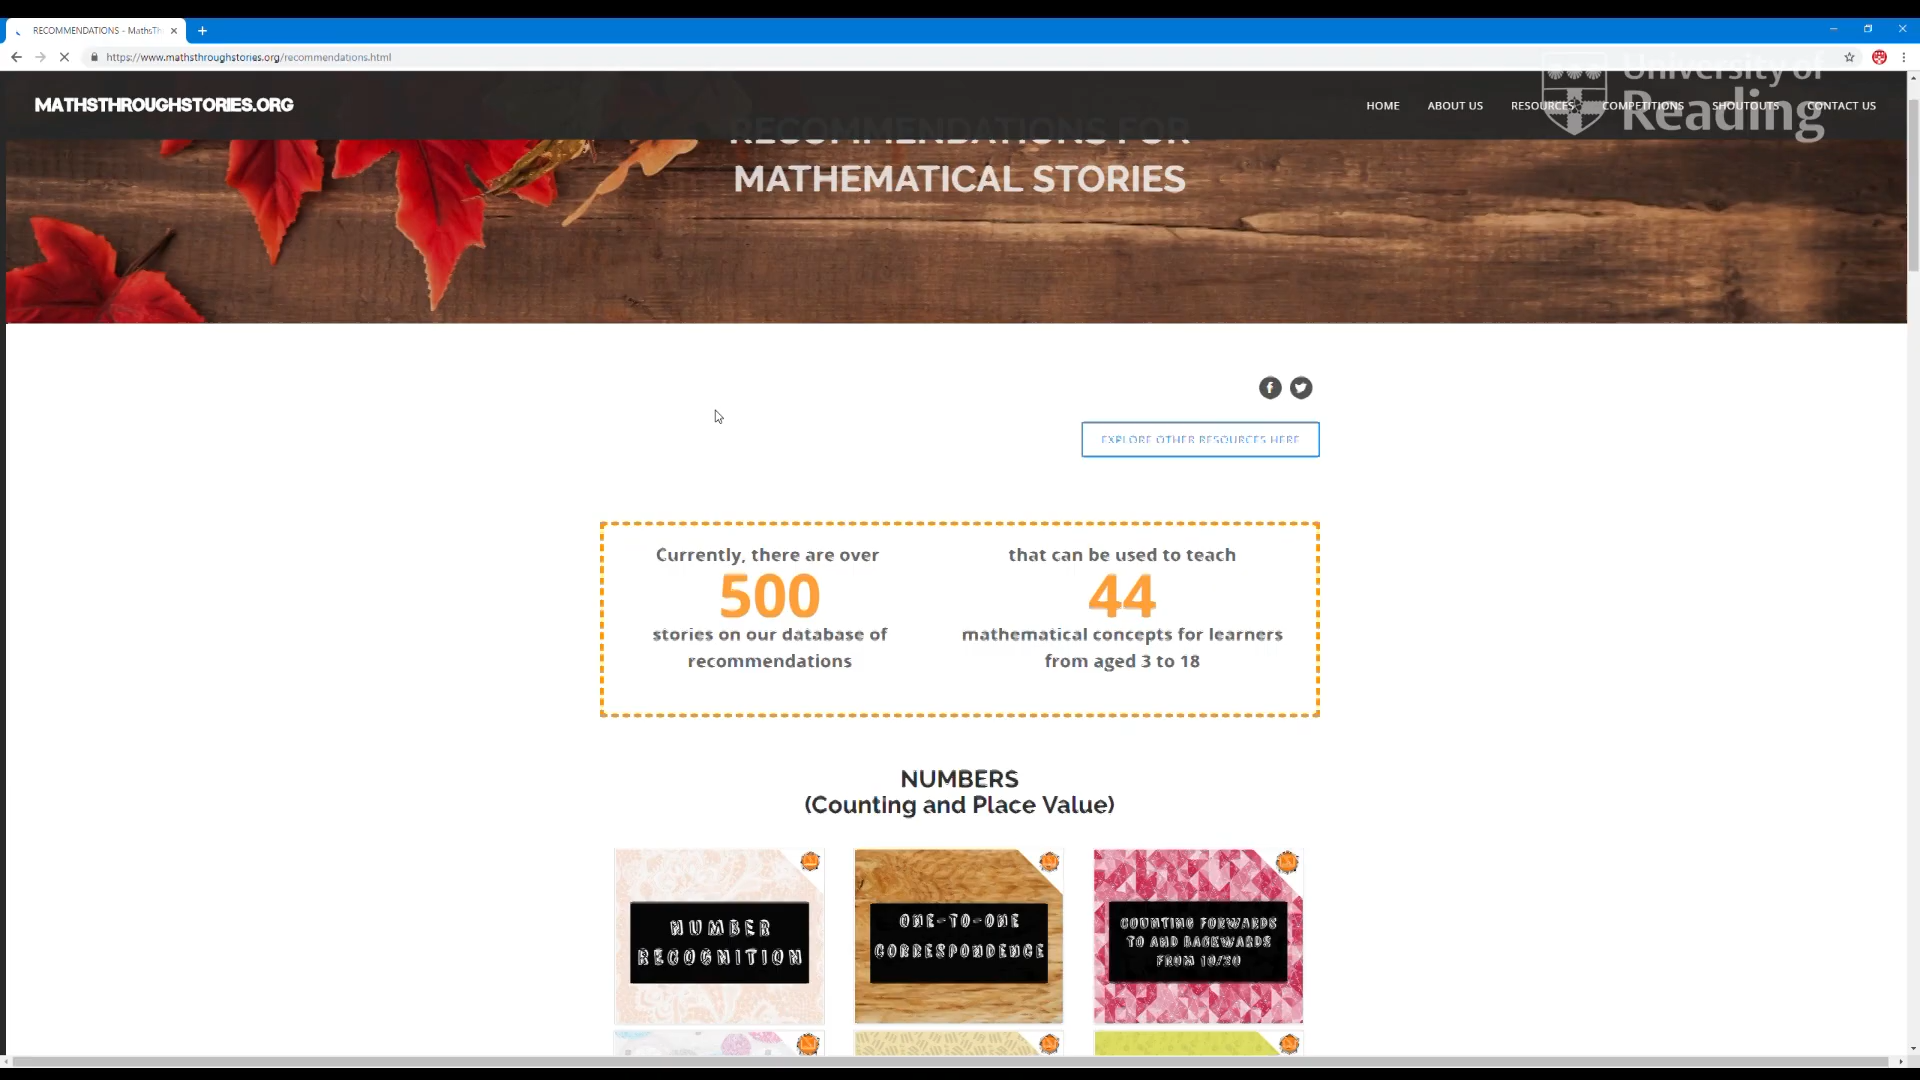 RECOMMENDATIONS - MathsTh
https://www.mathsthroughstories.org/recommendations.html
University of
Reading
MATHSTHROUGHSTORIES.ORG
HOME
ABOUT US
RESOURCES
COMPETITIONS
SHOUTOUTS
CONTACT US
RECOMMENDATIONS FOR
MATHEMATICAL STORIES
EXPLORE OTHER RESOURCES HERE
Currently, there are over
500
stories on our database of
recommendations
that can be used to teach
44
mathematical concepts for learners
from aged 3 to 18
NUMBERS
(Counting and Place Value)
NUMBER
RECOGNITION
ONE-TO-ONE
CORRESPONDENCE
COUNTING FORWARDS
TO AND BACKWARDS
FROM 10/20